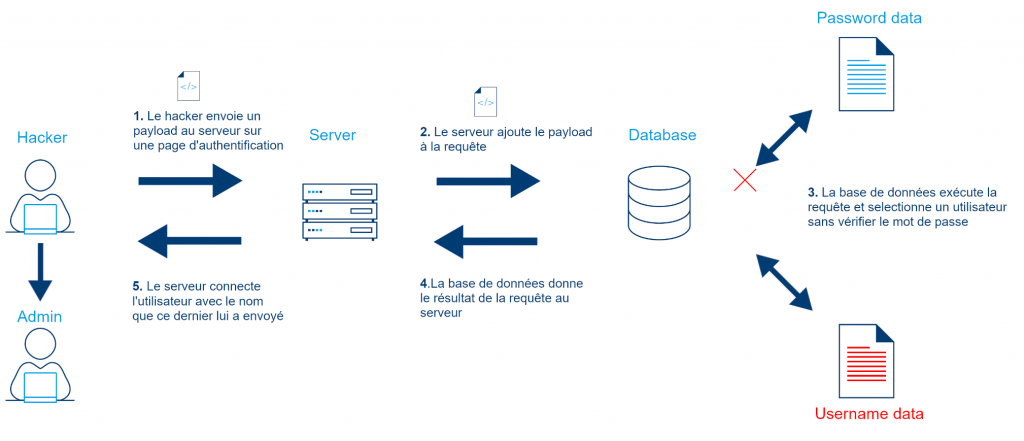 Password data
</>
</>
1. Le hacker envoie un
payload au serveur sur
une page d'authentification
Hacker
Server
2. Le serveur ajoute le payload
à la requête
Database
3. La base de données exécute la
requête et selectionne un utilisateur
sans vérifier le mot de passe
5. Le serveur connecte
l'utilisateur avec le nom
que ce dernier lui a envoyé
4.La base de données donne
le résultat de la requête au
serveur
Admin
Username data